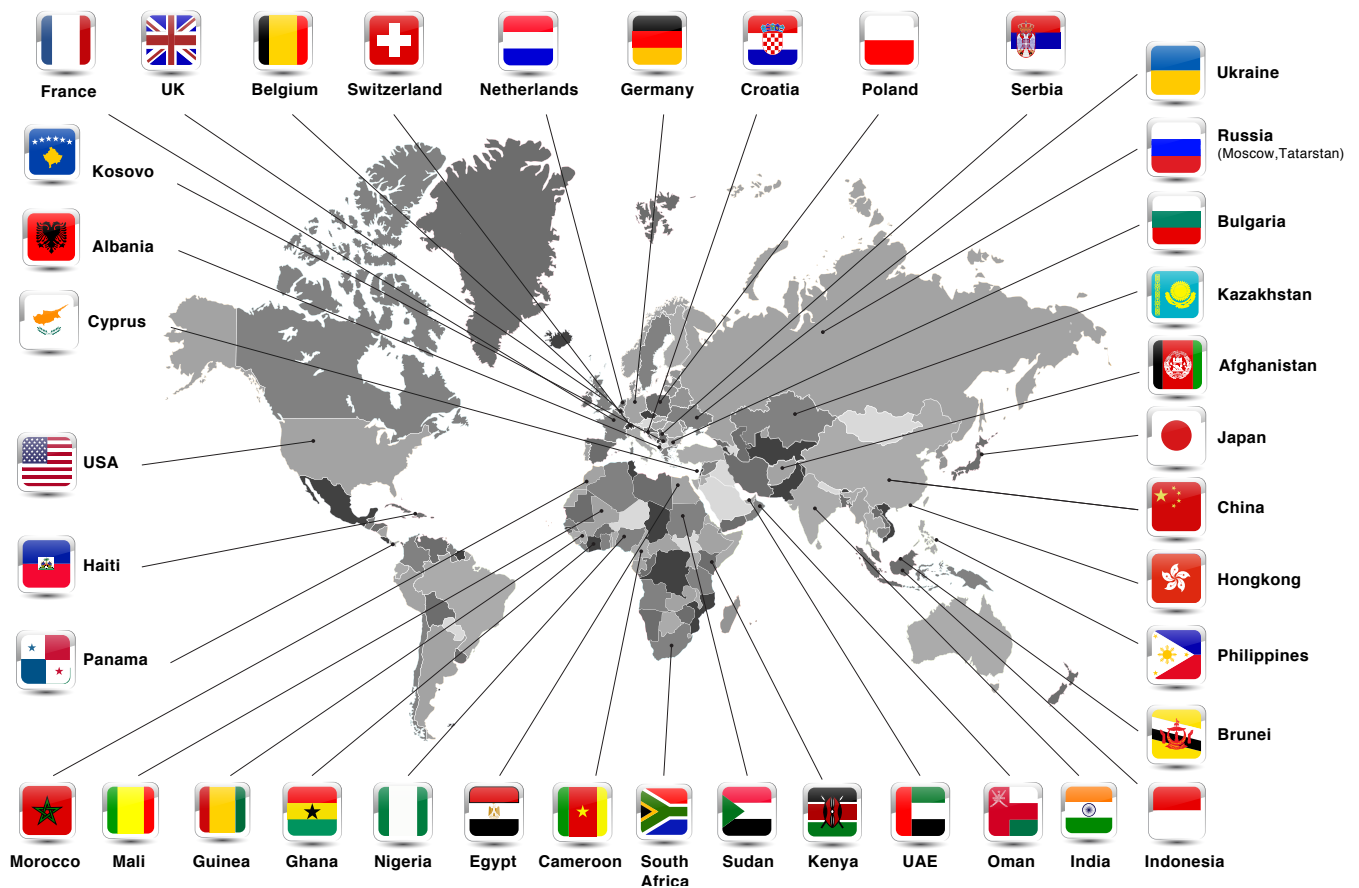 France
UK
Belgium
Switzerland
Netherlands
Germany
Croatia
Poland
Serbia
Ukraine
Russia
(Moscow,Tatarstan)
Bulgaria
Kazakhstan
Afghanistan
Japan
China
Hongkong
Philippines
Brunei
Kosovo
Albania
Cyprus
USA
Haiti
Panama
Morocco
Mali
Guinea
Ghana
Nigeria
Egypt
Cameroon
South
Africa
Sudan
Kenya
UAE
Oman
India
Indonesia